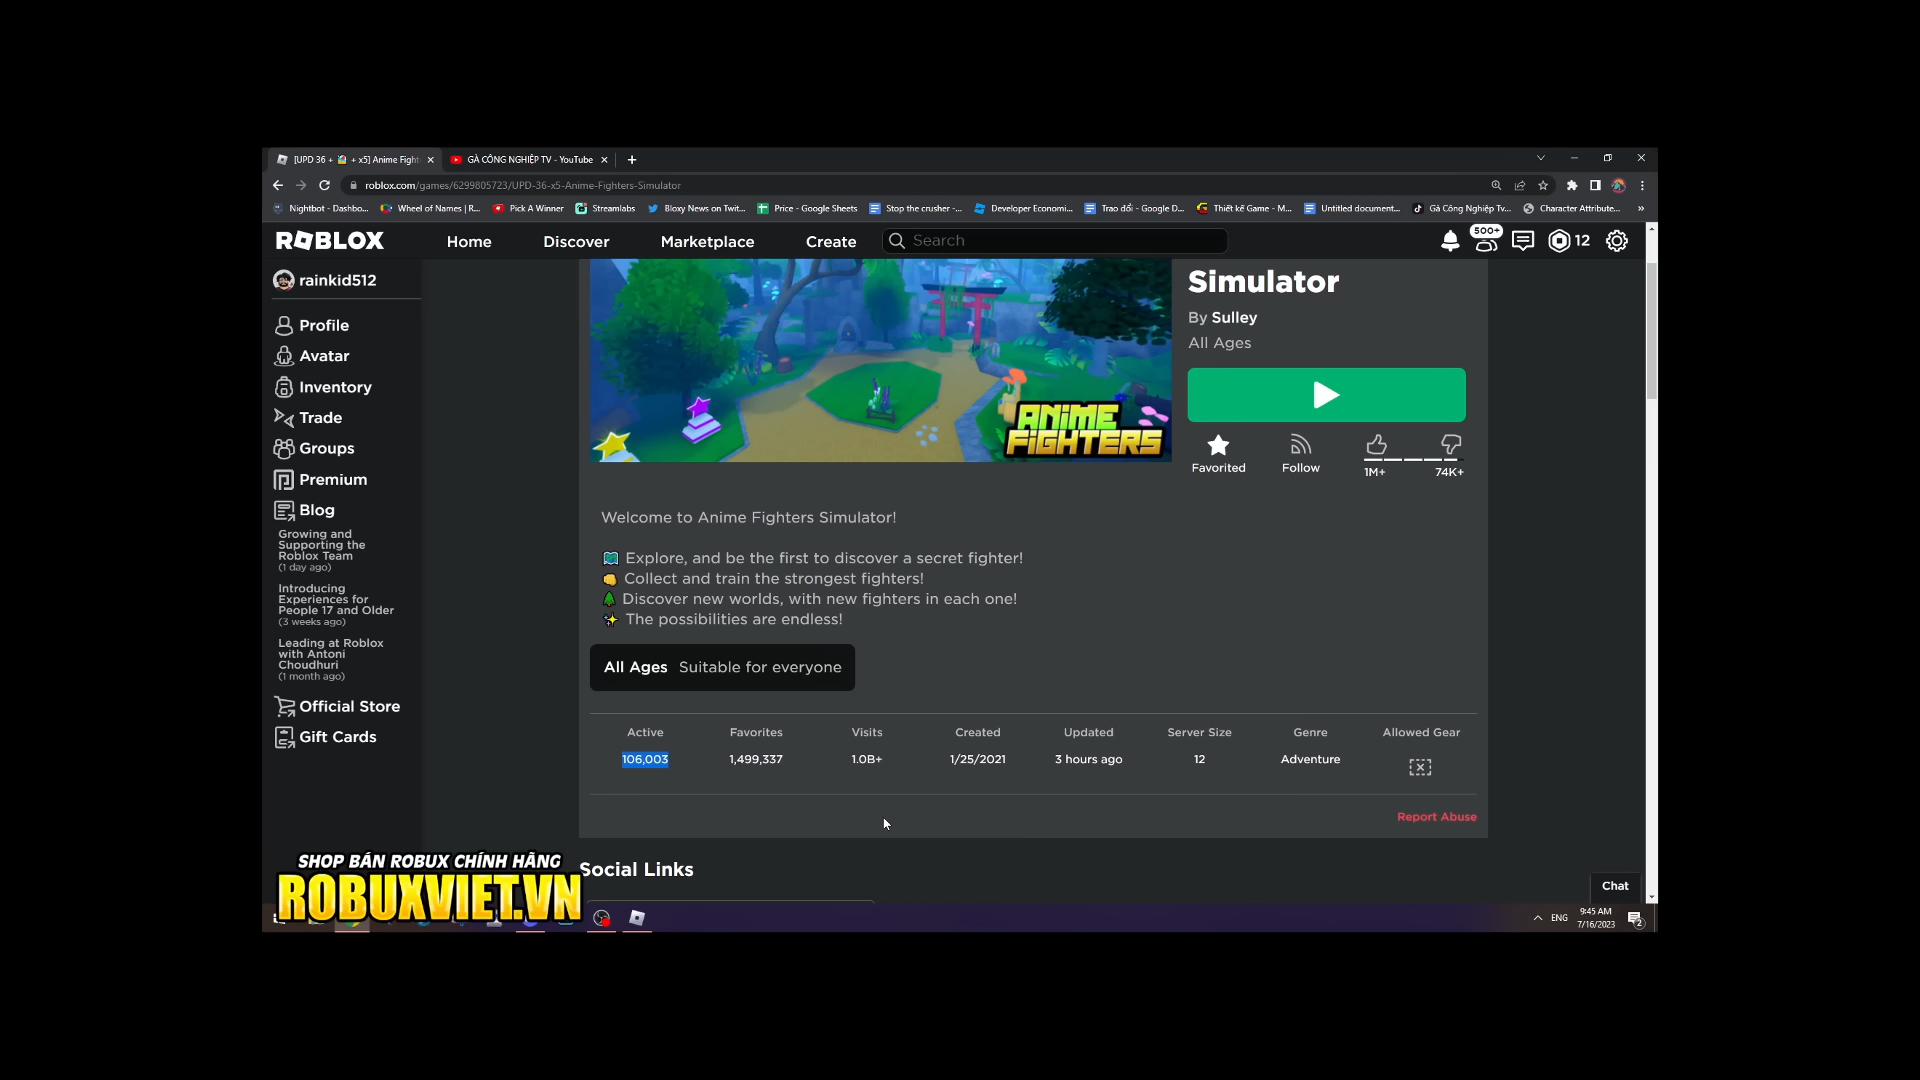 [UPD 36 + + x5] Anime Fight
GÀ CÔNG NGHIỆP TV - YouTube
roblox.com/games/6299805723/UPD-36-x5-Anime-Fighters-Simulator
Nightbot - Dashbo...
Wheel of Names | R...
Pick A Winner
Streamlabs
Bloxy News on Twit...
Price - Google Sheets
Stop the crusher -...
Developer Economi...
Trao đổi - Google D...
Thiết kế Game - M...
Untitled document...
Gà Công Nghiệp Tv...
Character Attribute...
ROBLOX
Home
Discover
Marketplace
Create
Search
500+
12
rainkid512
Profile
Avatar
Inventory
Trade
Groups
Premium
Blog
Growing and
Supporting the
Roblox Team
(1 day ago)
Introducing
Experiences for
People 17 and Older
(3 weeks ago)
Leading at Roblox
with Antoni
Choudhuri
(1 month ago)
Official Store
Gift Cards
ANIME
FIGHTERS
Simulator
By Sulley
All Ages
Favorited
Follow
1M+
74K+
Welcome to Anime Fighters Simulator!
Explore, and be the first to discover a secret fighter!
Collect and train the strongest fighters!
Discover new worlds, with new fighters in each one!
The possibilities are endless!
All Ages Suitable for everyone
Active Favorites Visits Created Updated Server Size Genre Allowed Gear
106,003 1,499,337 1.0B+ 1/25/2021 3 hours ago 12 Adventure
Report Abuse
Social Links
Chat
SHOP BÁN ROBUX CHÍNH HÃNG
ROBUXVIET.VN
ENG
9:45 AM
7/16/2023
2